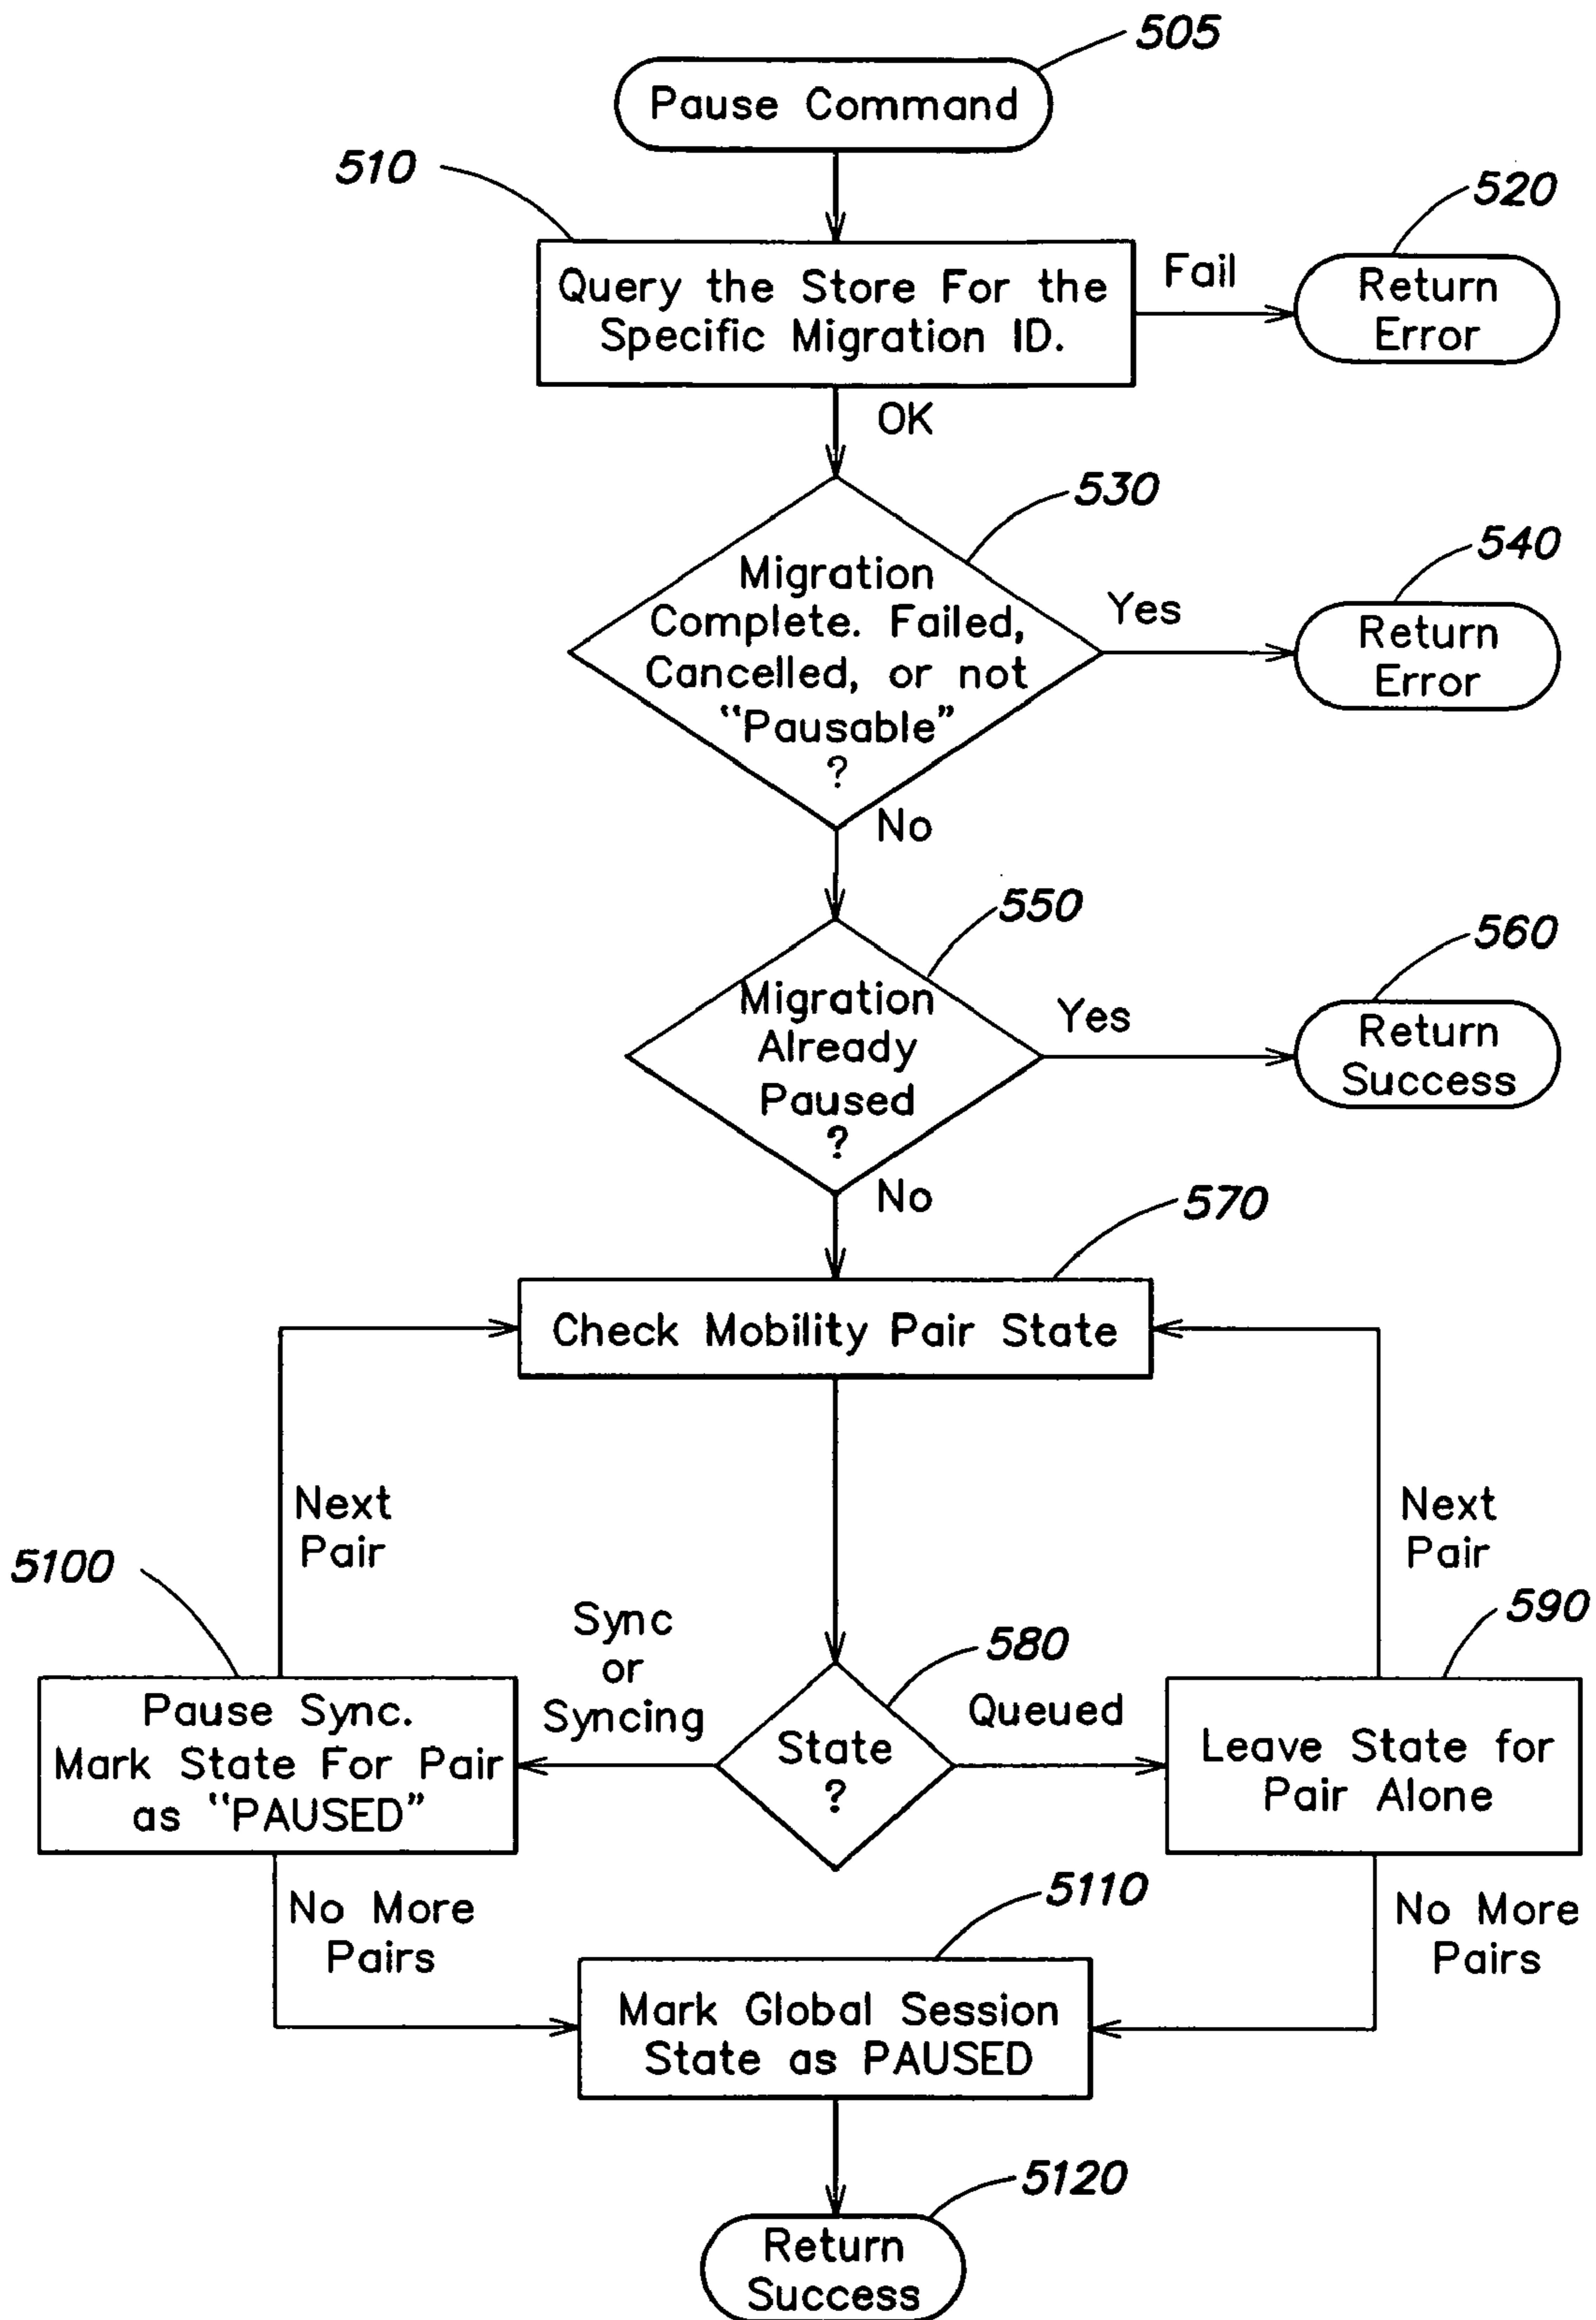 505
Pause Command
510
520
Query the Store For the
Specific Migration ID.
Fail
Return
Error
OK
530
540
Migration
Complete. Failed,
Cancelled, or not
"Pausable"
?
Yes
Return
Error
No
550
560
Migration
Already
Paused
?
Yes
Return
Success
No
570
Check Mobility Pair State
Next
Pair
Next
Pair
5100
590
Sync
or
Syncing
580
Queued
Pause Sync.
Mark State For Pair
as "PAUSED"
State
?
Leave State for
Pair Alone
No More
Pairs
5110
No More
Pairs
Mark Global Session
State as PAUSED
5120
Return
Success